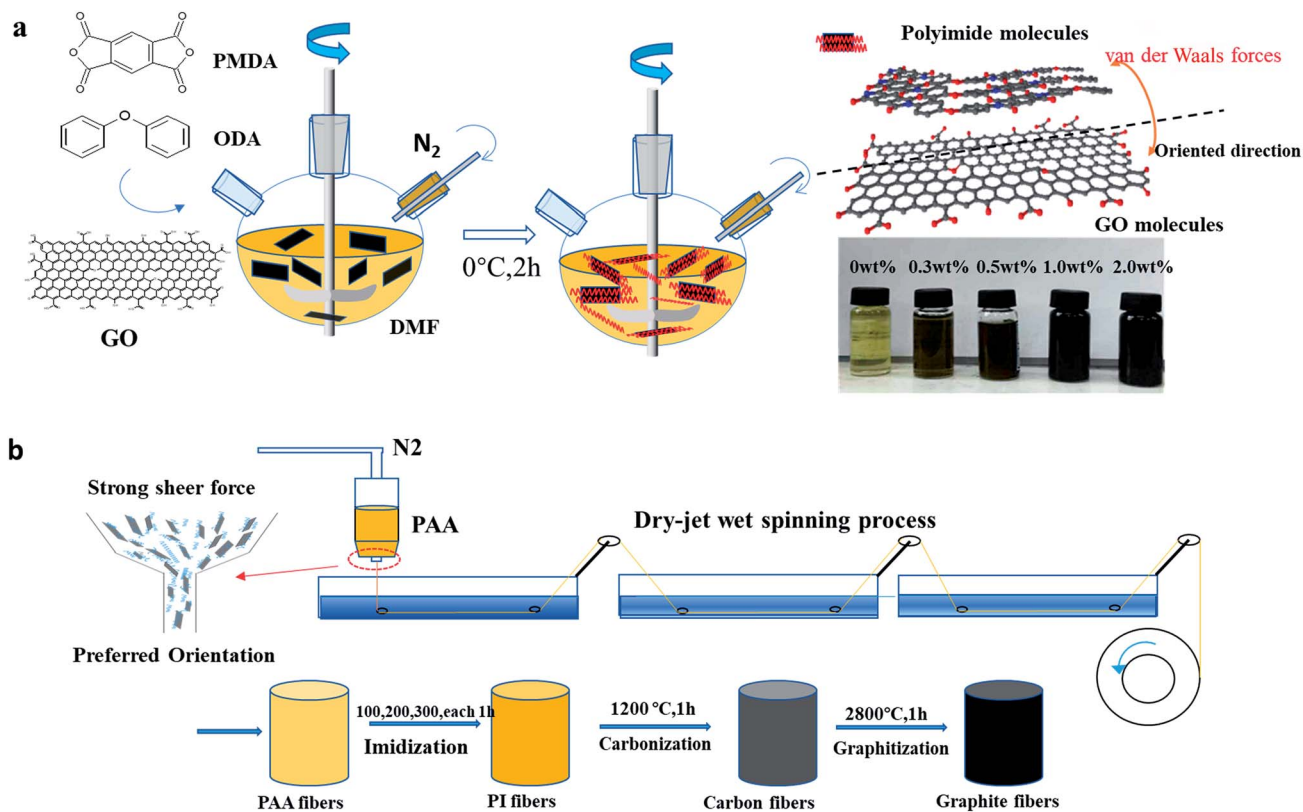 a
PMDA
ODA
GO
N₂
DMF
0°C,2h
Polyimide molecules
van der Waals forces
Oriented direction
GO molecules
0wt% 0.3wt% 0.5wt% 1.0wt% 2.0wt%
b
N2
Strong sheer force
PAA
Dry-jet wet spinning process
Preferred Orientation
100,200,300,each 1h
Imidization
1200 °C,1h
Carbonization
2800°C,1h
Graphitization
PAA fibers
PI fibers
Carbon fibers
Graphite fibers